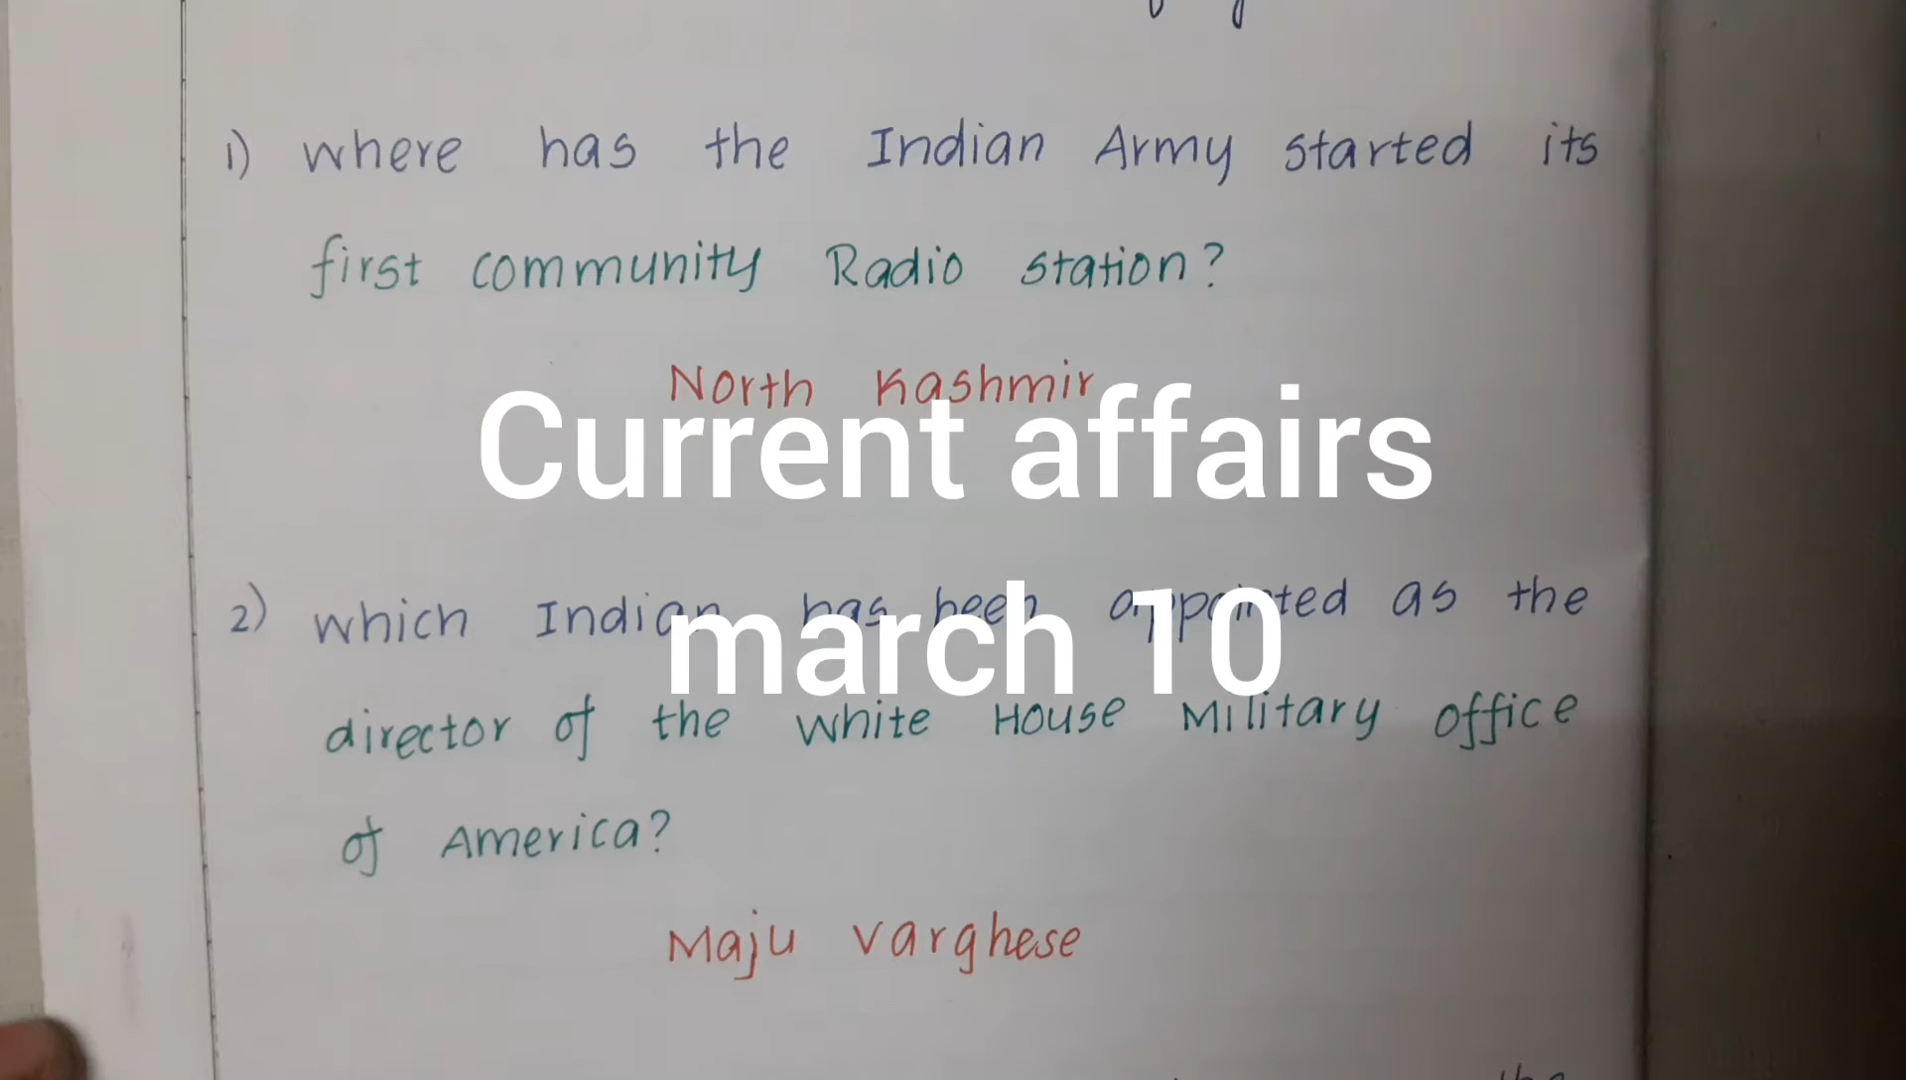 1) where has the Indian Army started its
first community Radio station?
North Kashmir
Current affairs
2) which Indian has been appointed as the
march 10
director of the white House Military office
of America?
Maju varghese